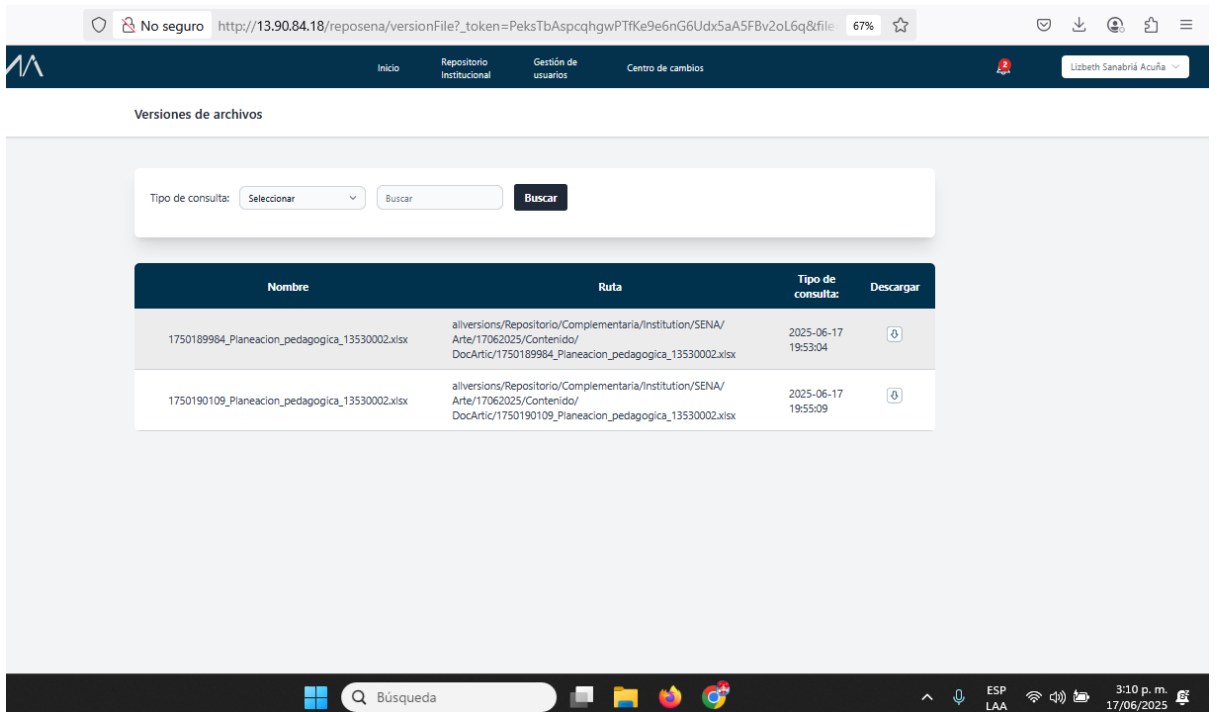 No seguro http://13.90.84.18/reposena/versionFile?_token=PeksTbAspcqhgwPTfKe9e6nG6Udx5aA5FBv2oL6q&file 67%
Inicio
Repositorio
Institucional
Gestión de
usuarios
Centro de cambios
2
Lizbeth Sanabriá Acuña
Versiones de archivos
Tipo de consulta: Seleccionar Buscar Buscar
Nombre Ruta Tipo de
consulta: Descargar
1750189984_Planeacion_pedagogica_13530002.xlsx
allversions/Repositorio/Complementaria/Institution/SENA/
Arte/17062025/Contenido/
DocArtic/1750189984_Planeacion_pedagogica_13530002.xlsx
2025-06-17
19:53:04
1750190109_Planeacion_pedagogica_13530002.xlsx
allversions/Repositorio/Complementaria/Institution/SENA/
Arte/17062025/Contenido/
DocArtic/1750190109_Planeacion_pedagogica_13530002.xlsx
2025-06-17
19:55:09
Búsqueda
ESP
LAA
3:10 p. m.
17/06/2025